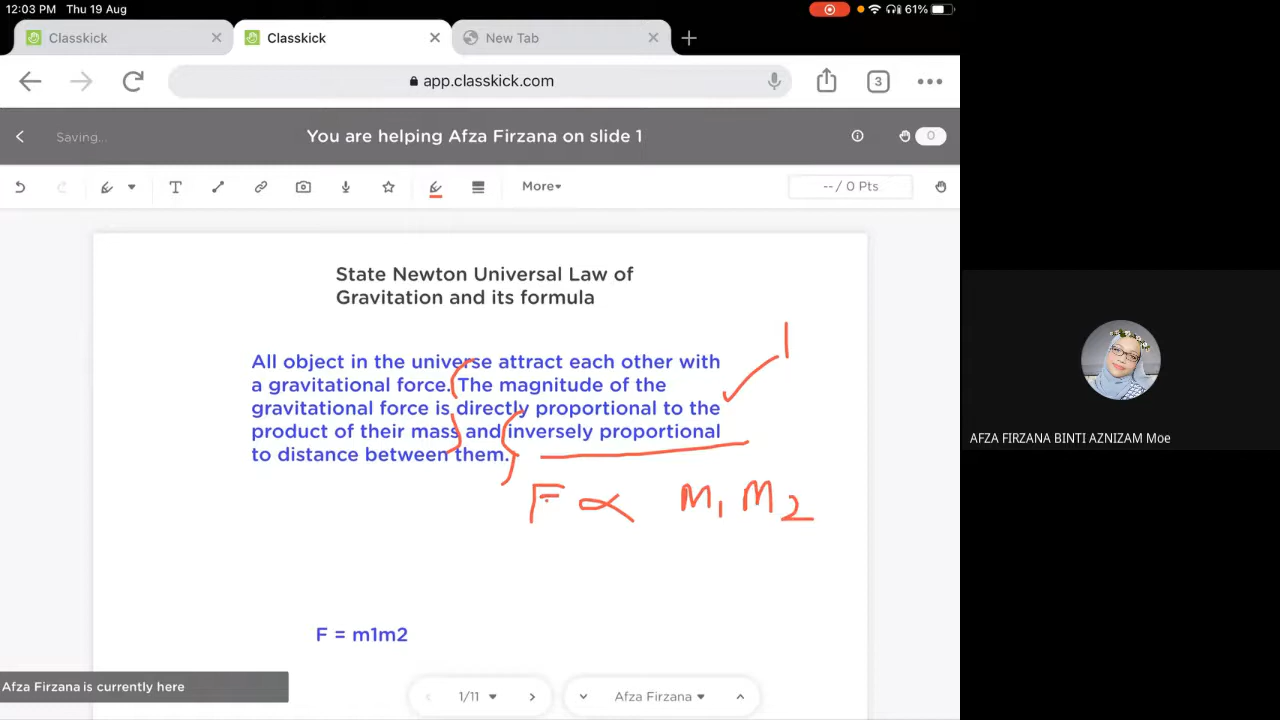 12:03 PM Thu 19 Aug
61%
Classkick
Classkick
New Tab
app.classkick.com
3
Saving...
You are helping Afza Firzana on slide 1
0
T
More
-- / 0 Pts
State Newton Universal Law of
Gravitation and its formula
1
All object in the universe attract each other with
a gravitational force. The magnitude of the
gravitational force is directly proportional to the
product of their mass and inversely proportional
to distance between them.
F ∝ M1 M2
F = m1m2
Afza Firzana is currently here
1/11
Afza Firzana
AFZA FIRZANA BINTI AZNIZAM Moe